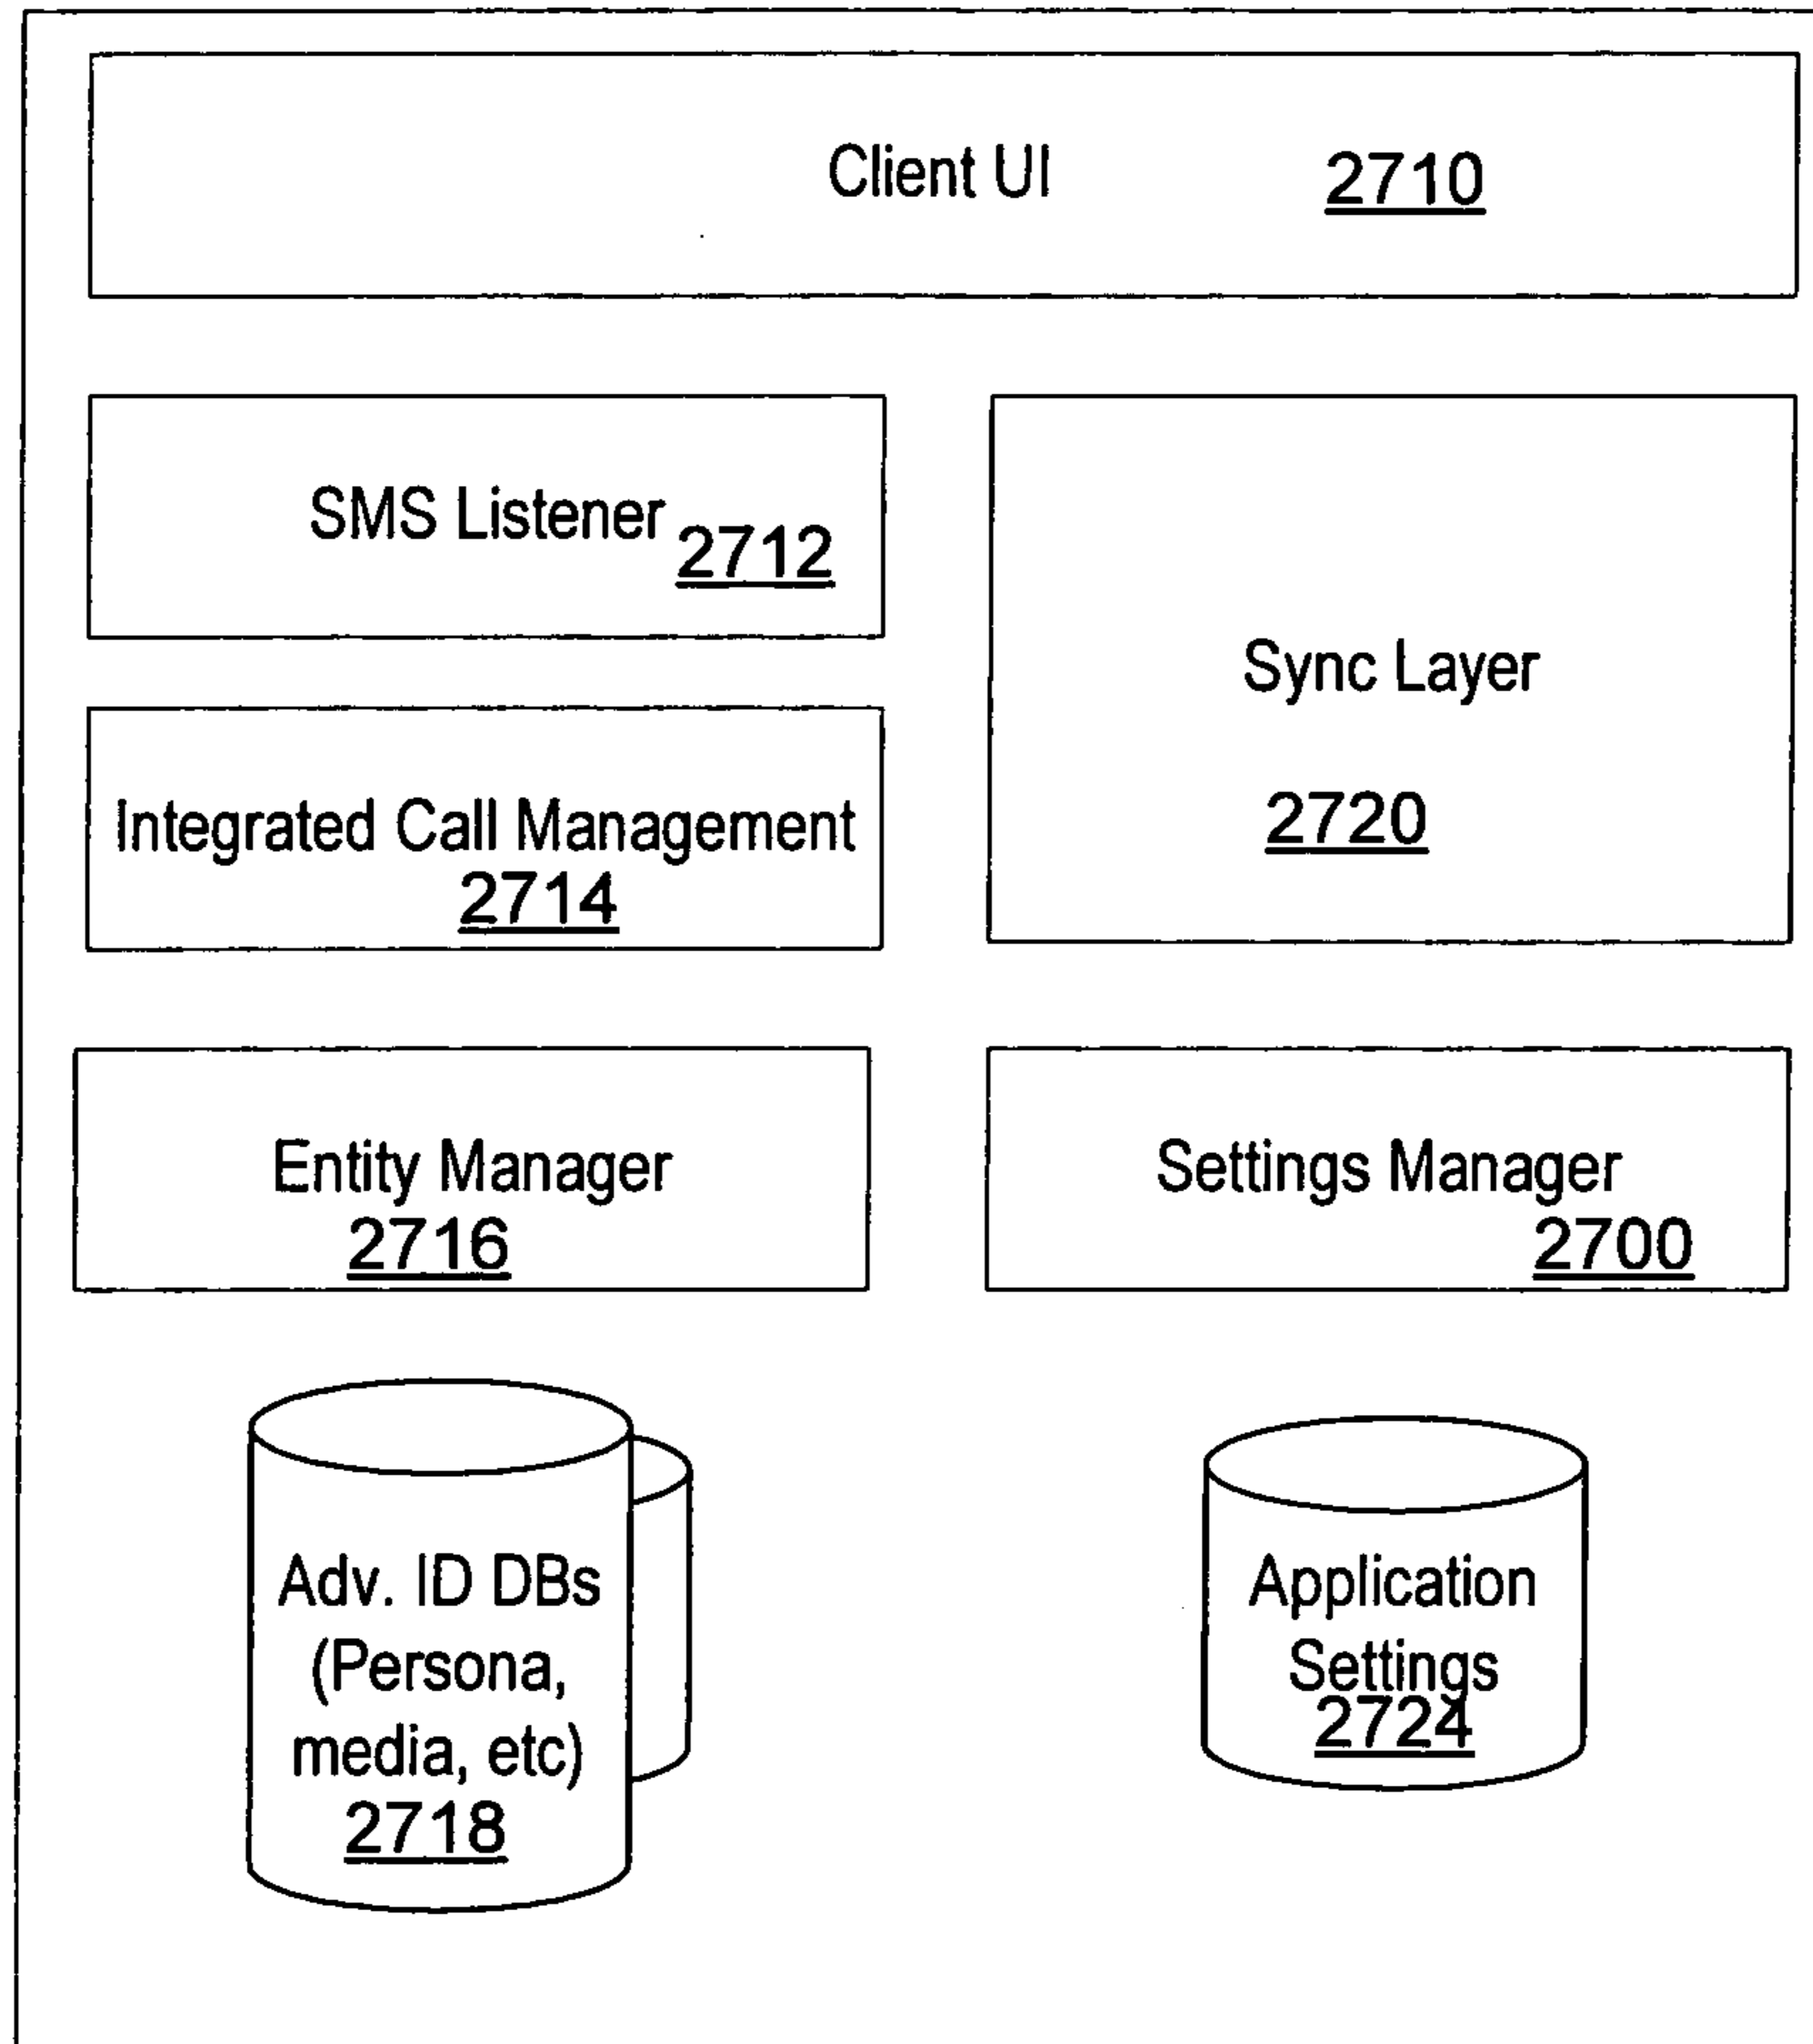 Client UI 2710
SMS Listener 2712
Sync Layer
2720
Integrated Call Management
2714
Entity Manager
2716
Settings Manager
2700
Adv. ID DBs
(Persona,
media, etc)
2718
Application
Settings
2724